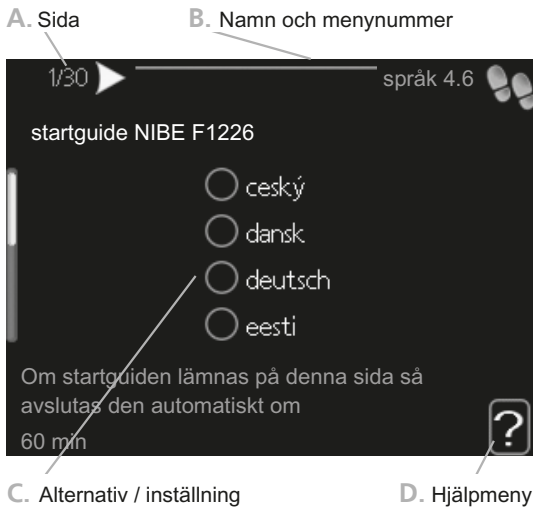 A. Sida
B. Namn och menynummer
1/30
språk 4.6
startguide NIBE F1226
ceský
dansk
deutsch
eesti
Om startguiden lämnas på denna sida så
avslutas den automatiskt om
60 min
?
C. Alternativ / inställning
D. Hjälpmeny